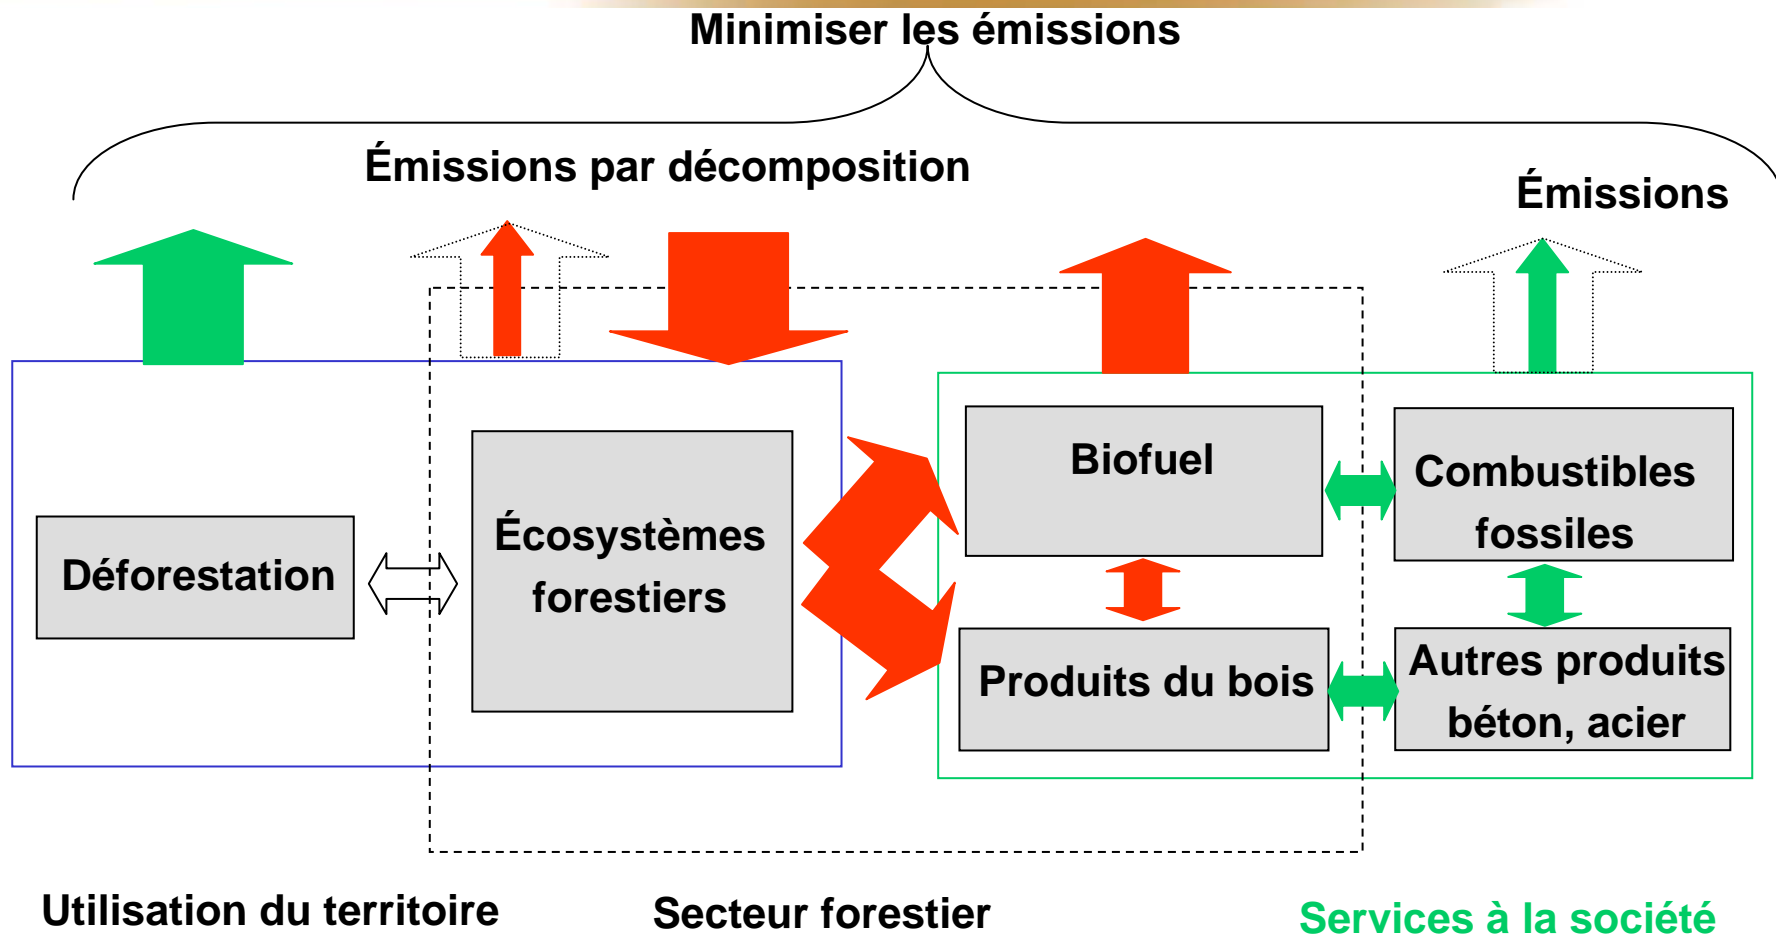 Minimiser les émissions
Émissions par décomposition
Émissions
Déforestation
Écosystèmes
forestiers
Biofuel
Combustibles
fossiles
Produits du bois
Autres produits
béton, acier
Utilisation du territoire
Secteur forestier
Services à la société